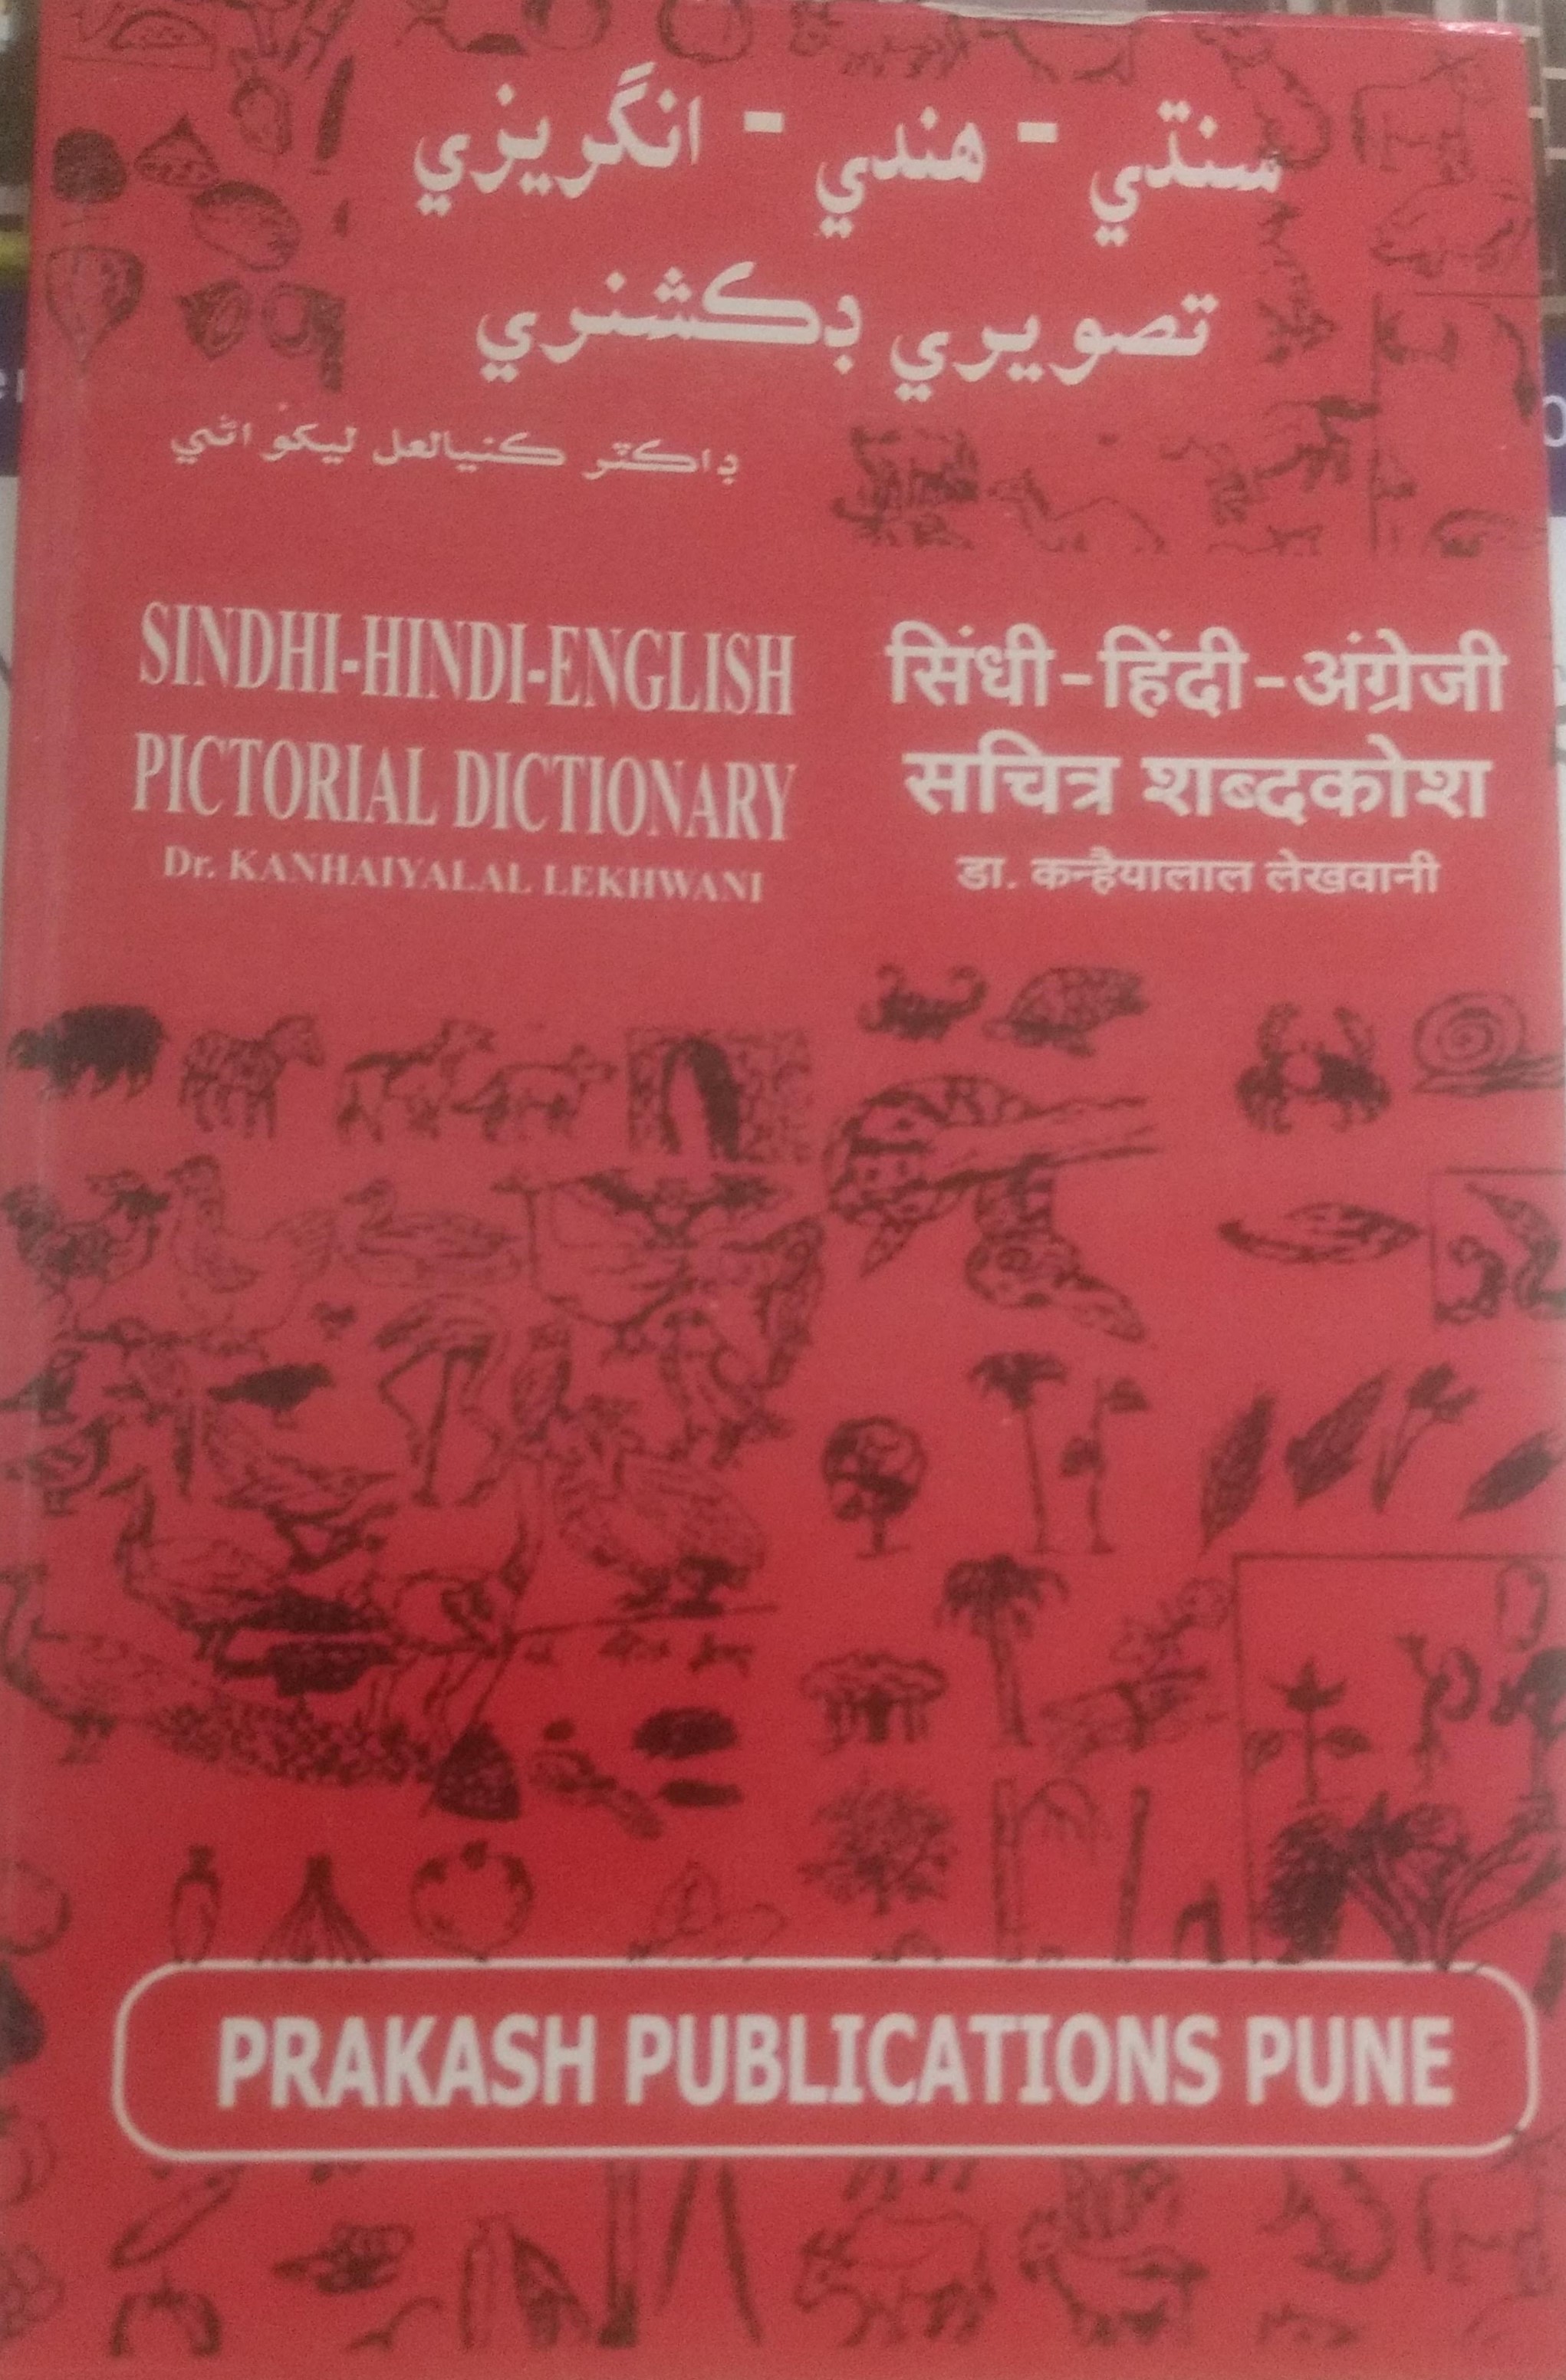 سنڌي - هندي - انگريزي
تصويري ڊڪشنري
ڊاڪٽر ڪنيالعل ليکواڻي
SINDHI-HINDI-ENGLISH
PICTORIAL DICTIONARY
Dr. KANHAIYALAL LEKHWANI
सिंधी-हिंदी-अंग्रेजी
सचित्र शब्दकोश
डा. कन्हैयालाल लेखवानी
PRAKASH PUBLICATIONS PUNE